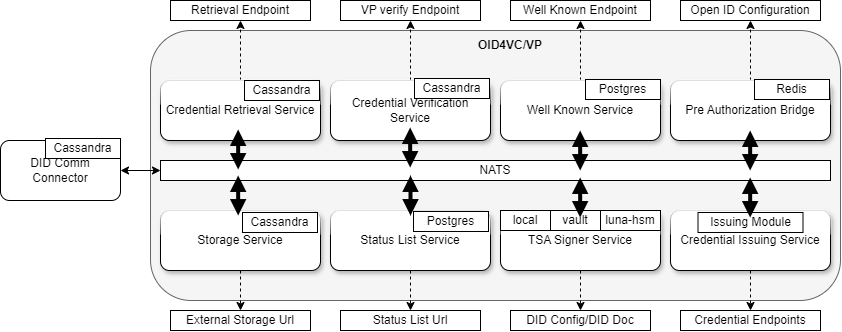 Retrieval Endpoint
VP verify Endpoint
Well Known Endpoint
Open ID Configuration
OID4VC/VP
Cassandra
Credential Retrieval Service
Cassandra
Credential Verification
Service
Postgres
Well Known Service
Redis
Pre Authorization Bridge
Cassandra
DID Comm
Connector
NATS
Cassandra
Storage Service
Postgres
Status List Service
local
vault
luna-hsm
TSA Signer Service
Issuing Module
Credential Issuing Service
External Storage Url
Status List Url
DID Config/DID Doc
Credential Endpoints